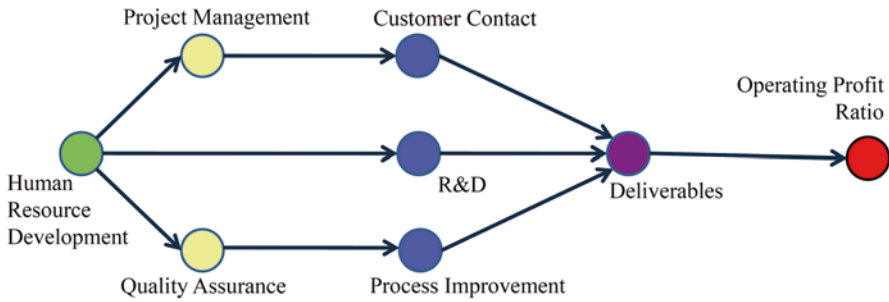 Project Management
Customer Contact
Operating Profit
Ratio
Human
Resource
Development
R&D
Deliverables
Quality Assurance
Process Improvement